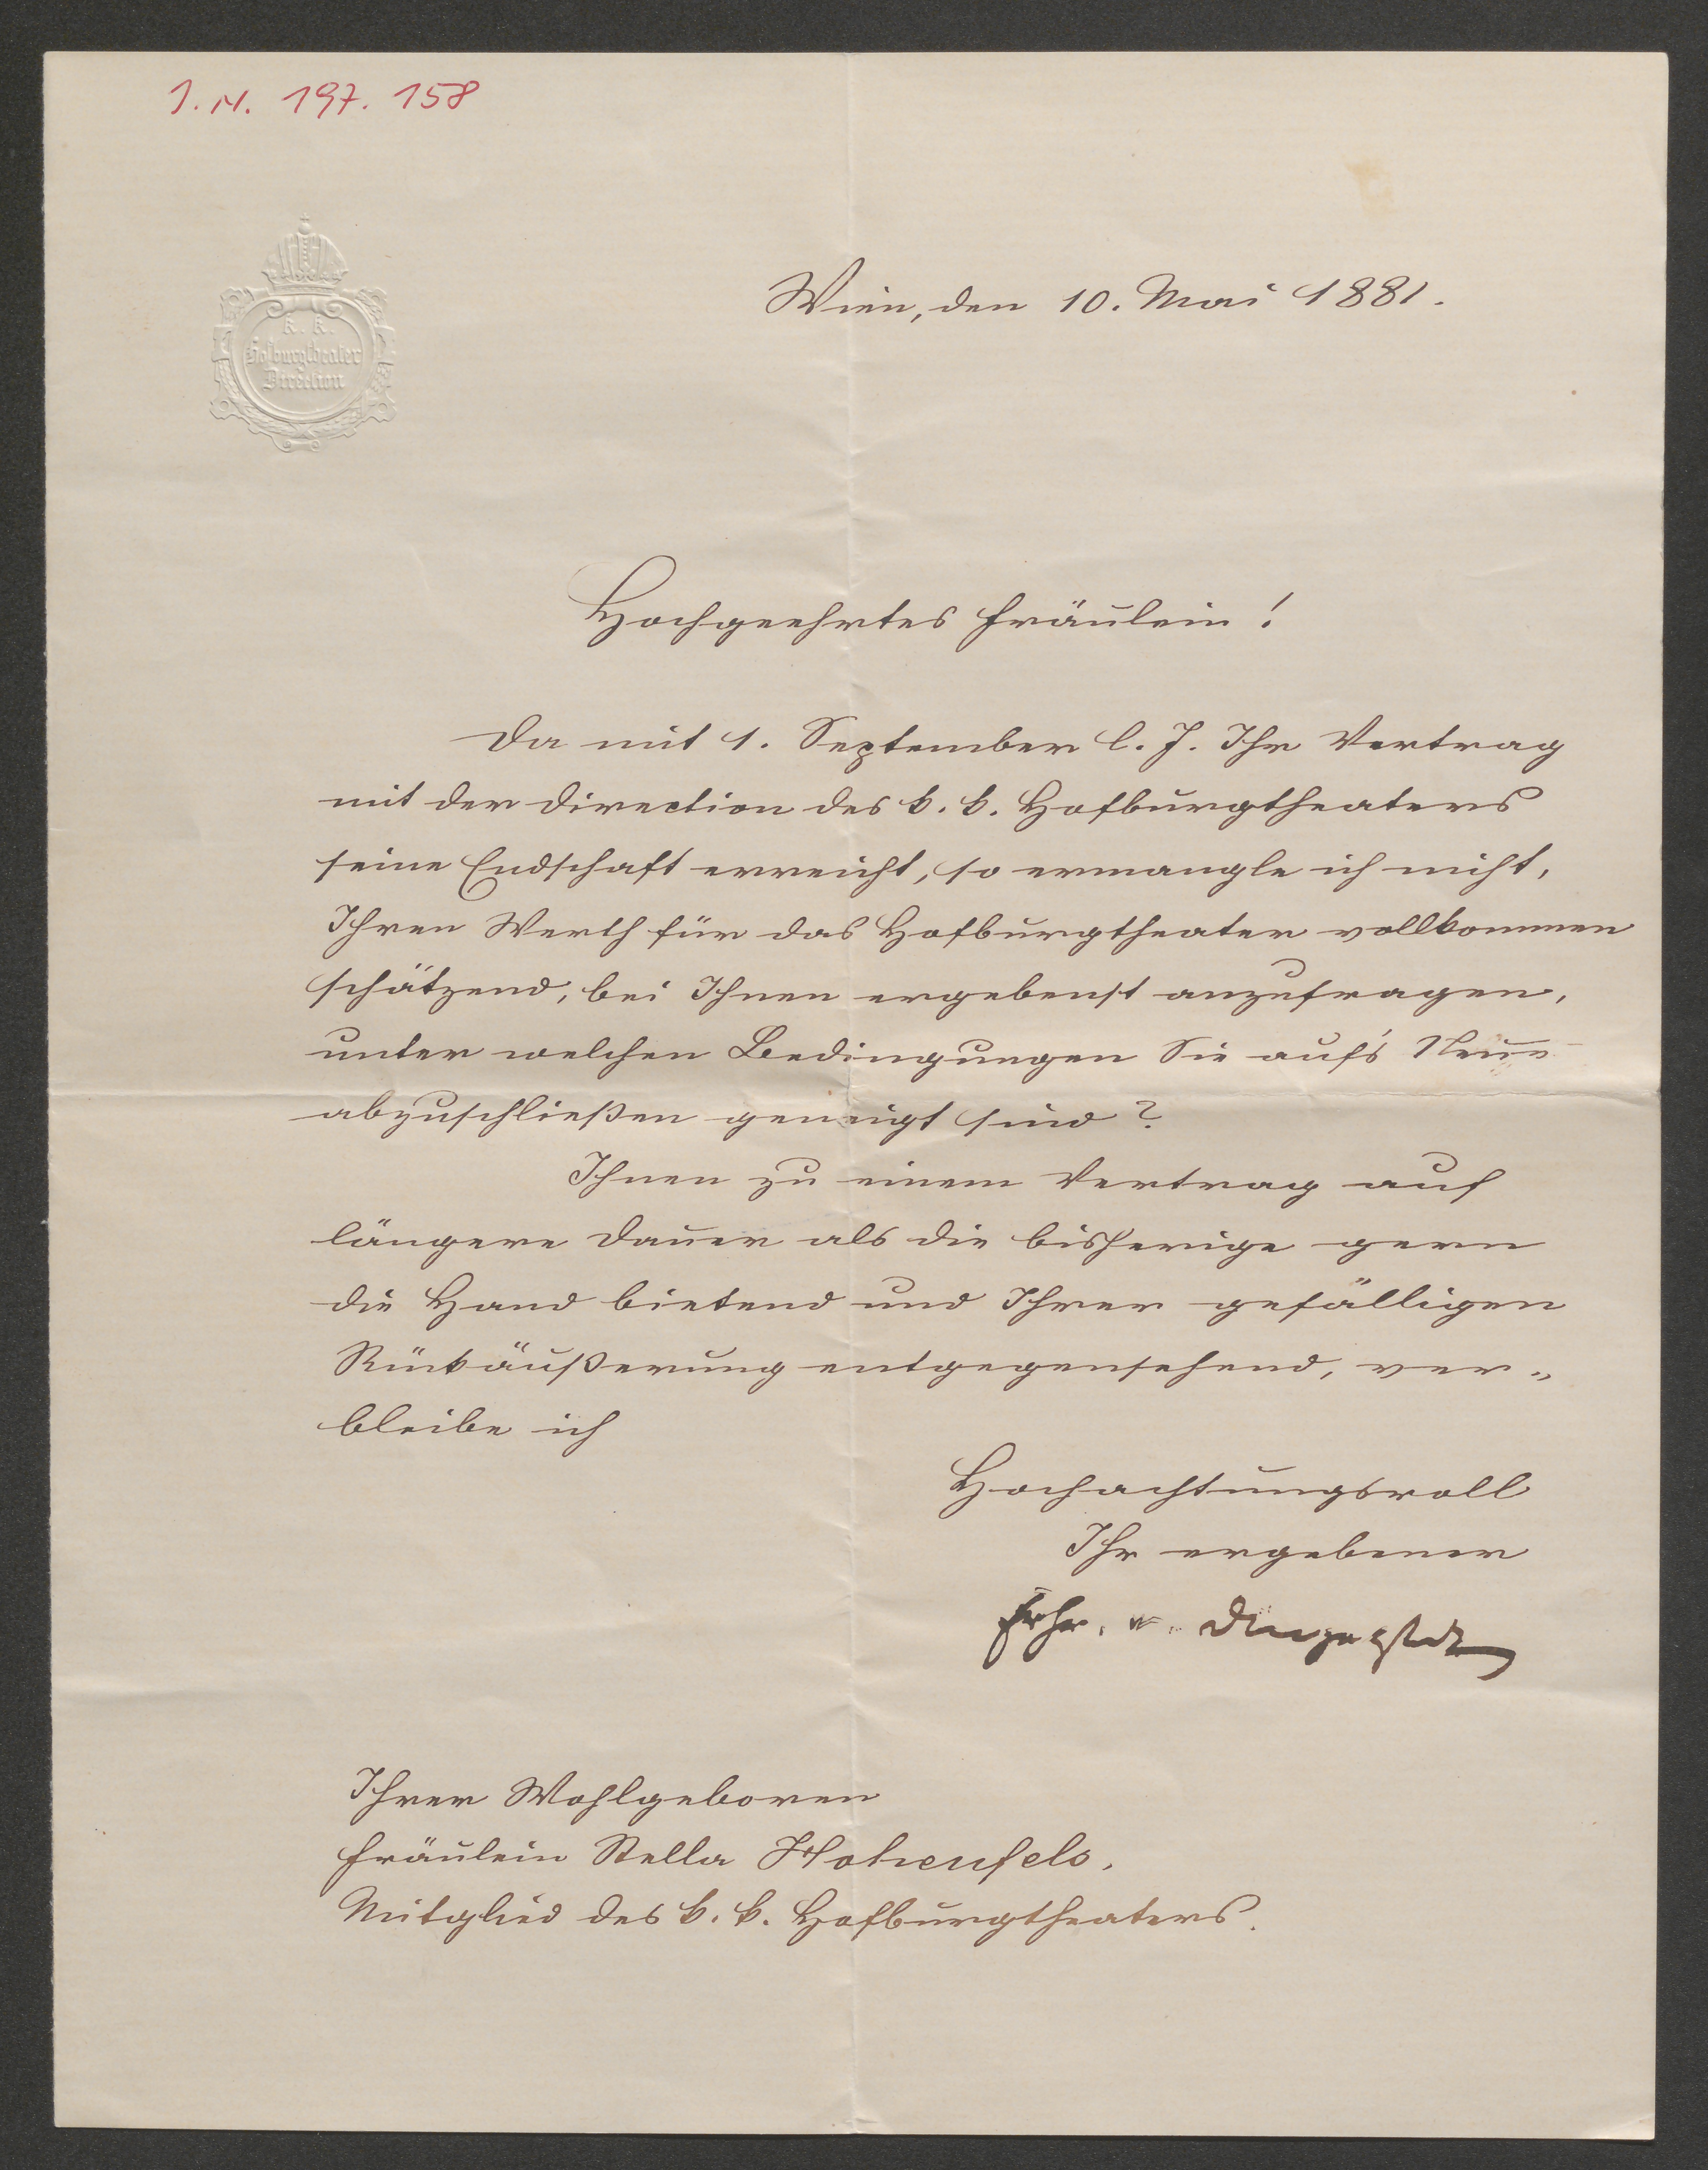 I. N. 197. 158
K. K.
Hofburgtheater
Direction
Wien, den 10. Mai 1881.
Hochgeehrtes Fräulein!
Da mit 1. September l. J. Ihr Vertrag
mit der Direction des k. k. Hofburgtheaters
seine Endschaft erreicht, so ermangle ich nicht,
Ihren Werth für das Hofburgtheater vollkommen
schätzend, bei Ihnen ergebenst anzufragen,
unter welchen Bedingungen Sie auf's Neue
abzuschließen geneigt sind?
Ihnen zu einem Vertrag auf
längere Dauer als die bisherige gern
die Hand bietend und Ihrer gefälligen
Rückäußerung entgegensehend, ver„
bleibe ich
Hochachtungsvoll
Ihr ergebener
Frhr. v. Dingelstedt
Ihrer Wohlgeboren
Fräulein Stella Hohenfels,
Mitglied des k. k. Hofburgtheaters.